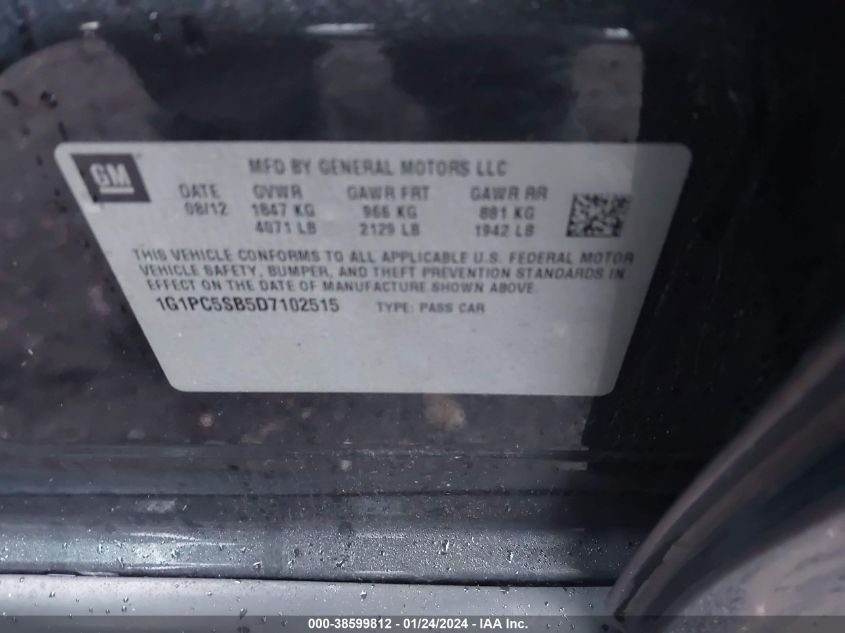 GM
MFD BY GENERAL MOTORS LLC
DATE GVWR GAWR FRT GAWR RR
08/12 1847 KG 966 KG 881 KG
4071 LB 2129 LB 1942 LB
THIS VEHICLE CONFORMS TO ALL APPLICABLE U.S. FEDERAL MOTOR
VEHICLE SAFETY, BUMPER, AND THEFT PREVENTION STANDARDS IN
EFFECT ON THE DATE OF MANUFACTURE SHOWN ABOVE.
1G1PC5SB5D7102515 TYPE: PASS CAR
000-38599812 - 01/24/2024 - IAA Inc.